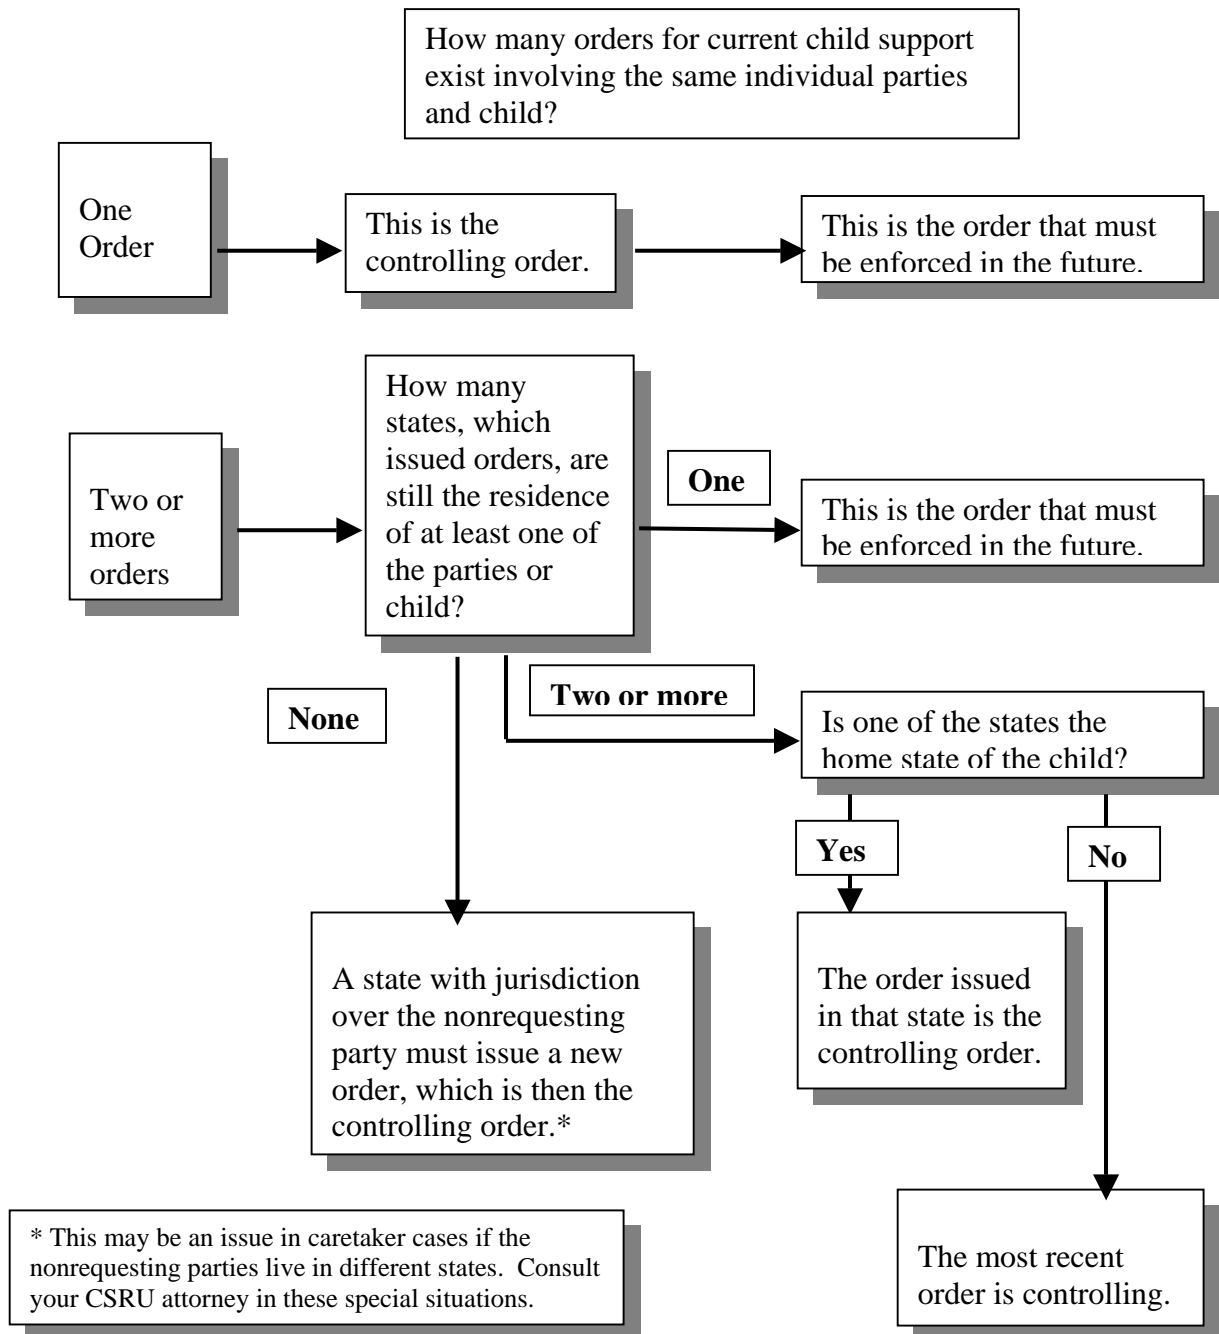 How many orders for current child support
exist involving the same individual parties
and child?
One
Order
This is the
controlling order.
This is the order that must
be enforced in the future.
Two or
more
orders
How many
states, which
issued orders, are
still the residence
of at least one of
the parties or
child?
One
This is the order that must
be enforced in the future.
None
Two or more
Is one of the states the
home state of the child?
Yes
No
A state with jurisdiction
over the nonrequesting
party must issue a new
order, which is then the
controlling order.*
The order issued
in that state is the
controlling order.
The most recent
order is controlling.
* This may be an issue in caretaker cases if the
nonrequesting parties live in different states.  Consult
your CSRU attorney in these special situations.